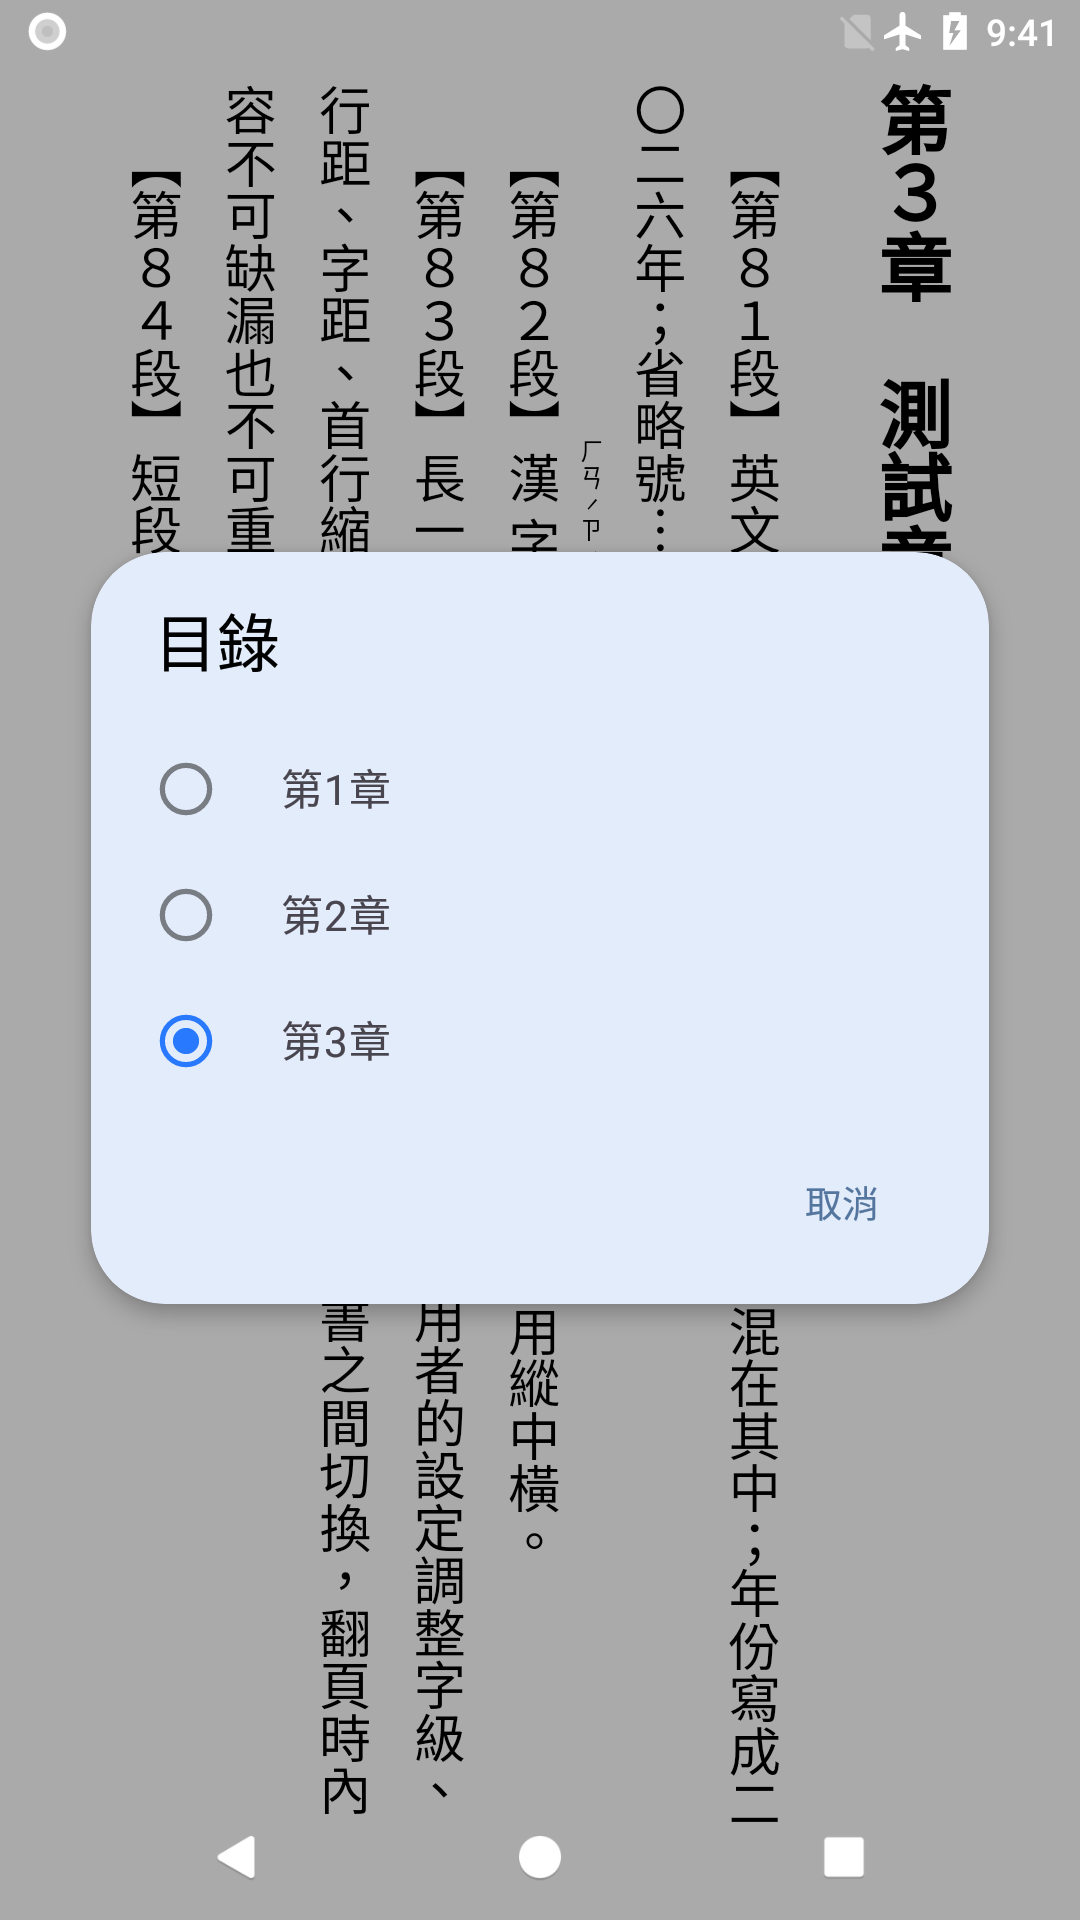 9:41
第３章　測試章
【第８１段】英文
混在其中；年份寫成二
〇二六年；省略號…
【第８２段】漢字
ㄏㄢˊㄗ
用縱中橫。
【第８３段】長一
用者的設定調整字級、
行距、字距、首行縮
書之間切換，翻頁時內
容不可缺漏也不可重
【第８４段】短段
目錄
第1章
第2章
第3章
取消